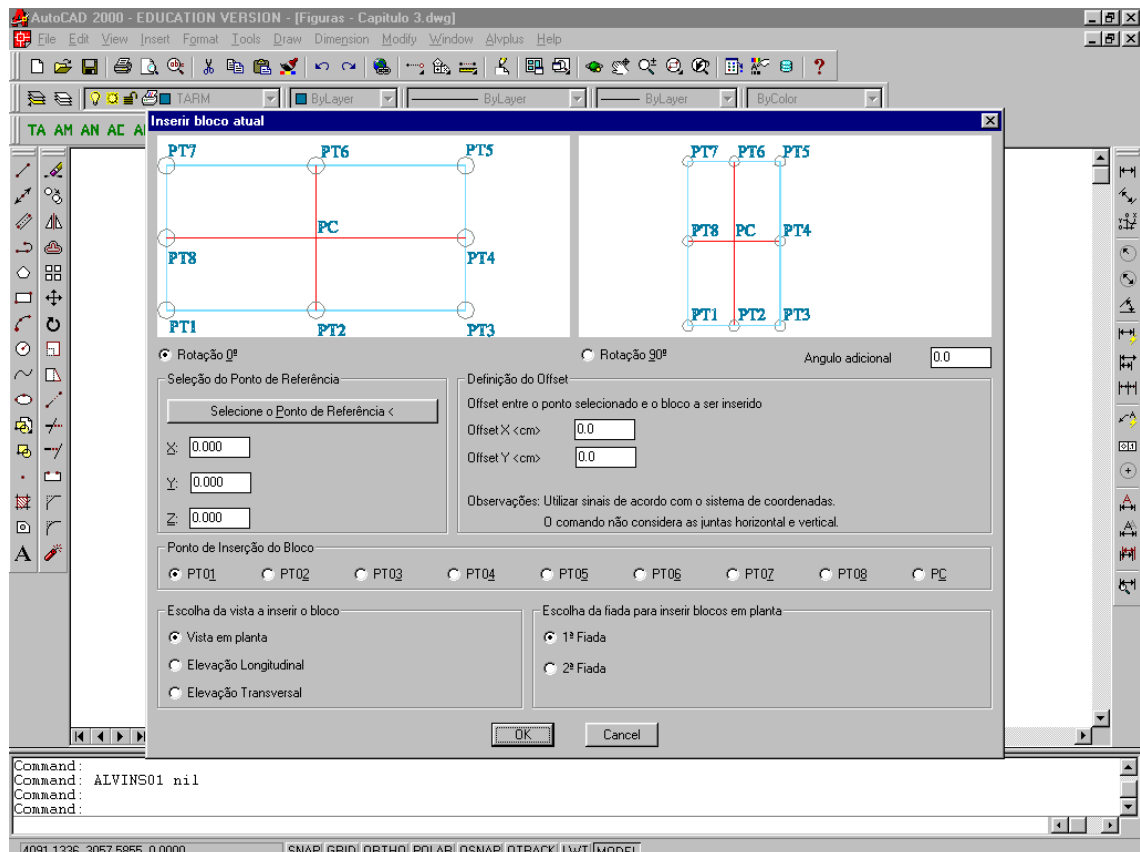 AutoCAD 2000 - EDUCATION VERSION - [Figuras - Capitulo 3.dwg]
File Edit View Insert Format Tools Draw Dimension Modify Window Alvplus Help
TARM ByLayer ByLayer ByLayer ByColor
TA AM AN AC
Inserir bloco atual
PT7 PT6 PT5 PT7 PT6 PT5
PC PT8 PC PT4
PT8 PT4
PT1 PT2 PT3 PT1 PT2 PT3
Rotação 0º Rotação 90º Angulo adicional 0.0
Seleção do Ponto de Referência
Selecione o Ponto de Referência <
X: 0.000
Y: 0.000
Z: 0.000
Definição do Offset
Offset entre o ponto selecionado e o bloco a ser inserido
Offset X <cm> 0.0
Offset Y <cm> 0.0
Observações: Utilizar sinais de acordo com o sistema de coordenadas.
O comando não considera as juntas horizontal e vertical.
Ponto de Inserção do Bloco
PT01 PT02 PT03 PT04 PT05 PT06 PT07 PT08 PC
Escolha da vista a inserir o bloco
Vista em planta
Elevação Longitudinal
Elevação Transversal
Escolha da fiada para inserir blocos em planta
1ª Fiada
2ª Fiada
OK Cancel
Command:
Command: ALVINS01 nil
Command:
Command:
4091.1336, 3057.5855, 0.0000 SNAP GRID ORTHO POLAR OSNAP OTRACK LWT MODEL